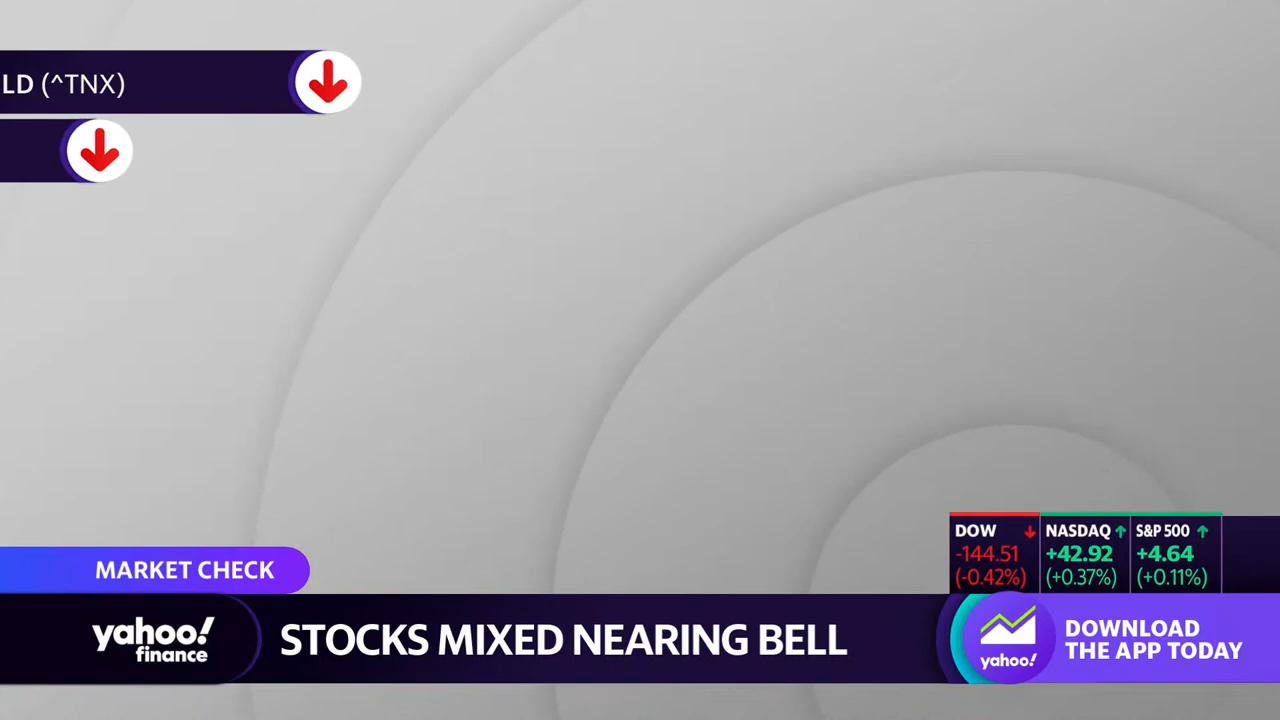 LD (^TNX)
DOW
-144.51
(-0.42%)
NASDAQ
+42.92
(+0.37%)
S&P 500
+4.64
(+0.11%)
MARKET CHECK
yahoo!
finance
STOCKS MIXED NEARING BELL
yahoo!
DOWNLOAD
THE APP TODAY